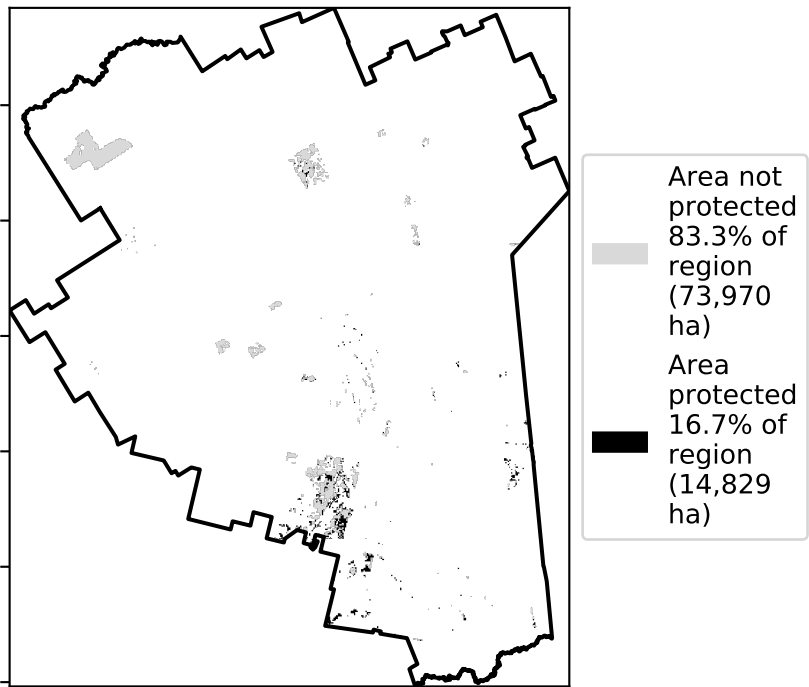 Area not
protected
83.3% of
region
(73,970
ha)
Area
protected
16.7% of
region
(14,829
ha)